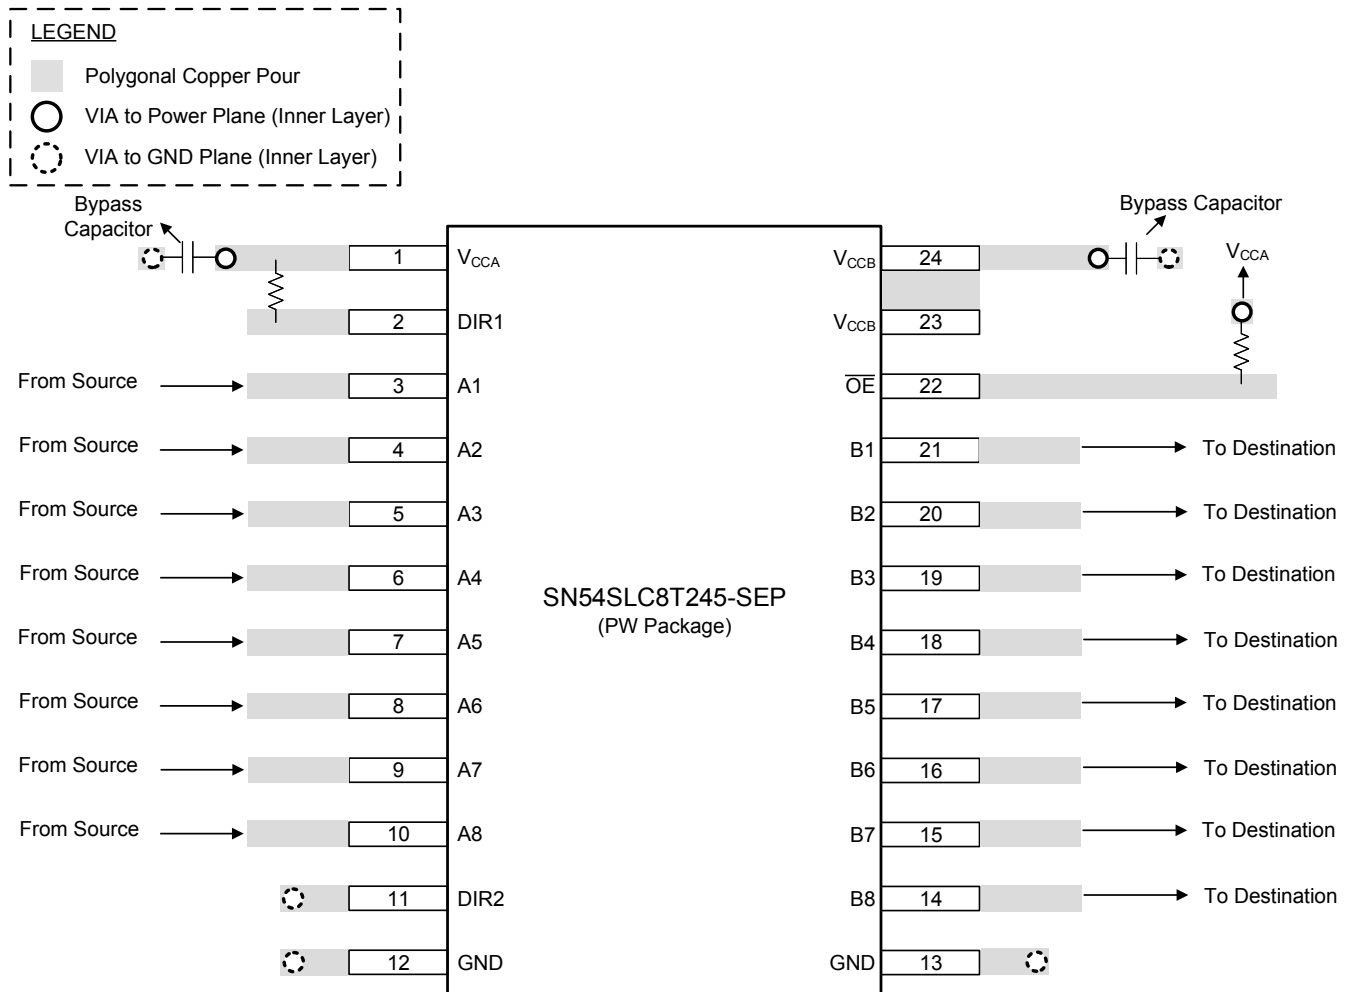 LEGEND
Polygonal Copper Pour
VIA to Power Plane (Inner Layer)
VIA to GND Plane (Inner Layer)
Bypass
Capacitor
Bypass Capacitor
VCCA
1 VCCA
VCCB 24
2 DIR1
VCCB 23
From Source 3 A1
OE 22
From Source 4 A2
B1 21 To Destination
From Source 5 A3
B2 20 To Destination
From Source 6 A4
B3 19 To Destination
SN54SLC8T245-SEP
(PW Package)
From Source 7 A5
B4 18 To Destination
From Source 8 A6
B5 17 To Destination
From Source 9 A7
B6 16 To Destination
From Source 10 A8
B7 15 To Destination
11 DIR2
B8 14 To Destination
12 GND
GND 13